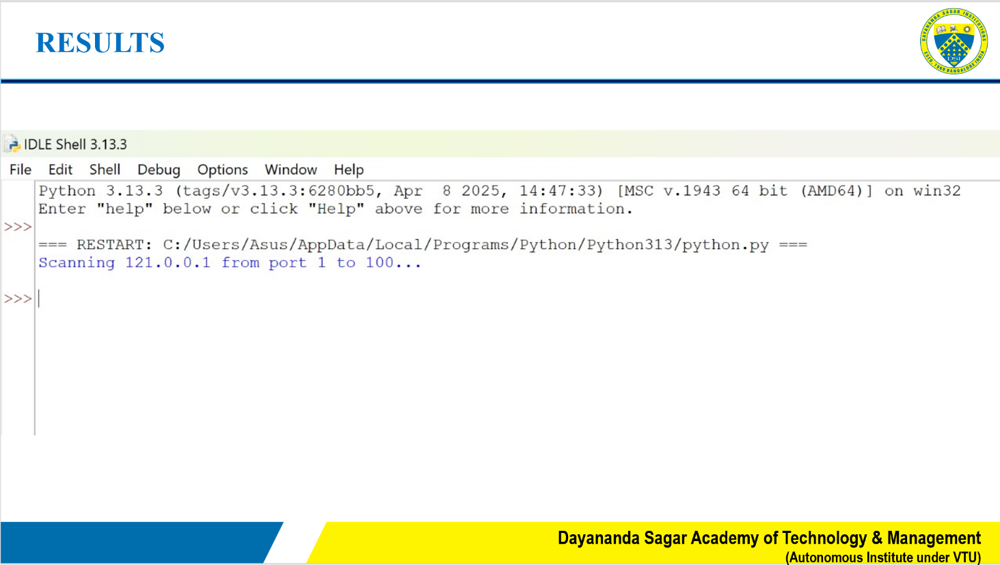 RESULTS
DAYANANDA SAGAR INSTITUTIONS
DSI
ESTD. 1960 BANGALORE INDIA
IDLE Shell 3.13.3
File Edit Shell Debug Options Window Help
Python 3.13.3 (tags/v3.13.3:6280bb5, Apr  8 2025, 14:47:33) [MSC v.1943 64 bit (AMD64)] on win32
Enter "help" below or click "Help" above for more information.
>>>
=== RESTART: C:/Users/Asus/AppData/Local/Programs/Python/Python313/python.py ===
Scanning 121.0.0.1 from port 1 to 100...
>>>
Dayananda Sagar Academy of Technology & Management
(Autonomous Institute under VTU)